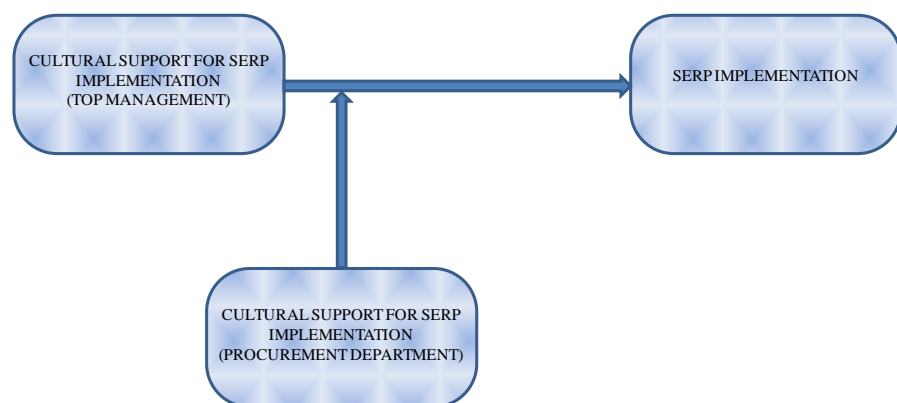 CULTURAL SUPPORT FOR SERP
IMPLEMENTATION
(TOP MANAGEMENT)
SERP IMPLEMENTATION
CULTURAL SUPPORT FOR SERP
IMPLEMENTATION
(PROCUREMENT DEPARTMENT)